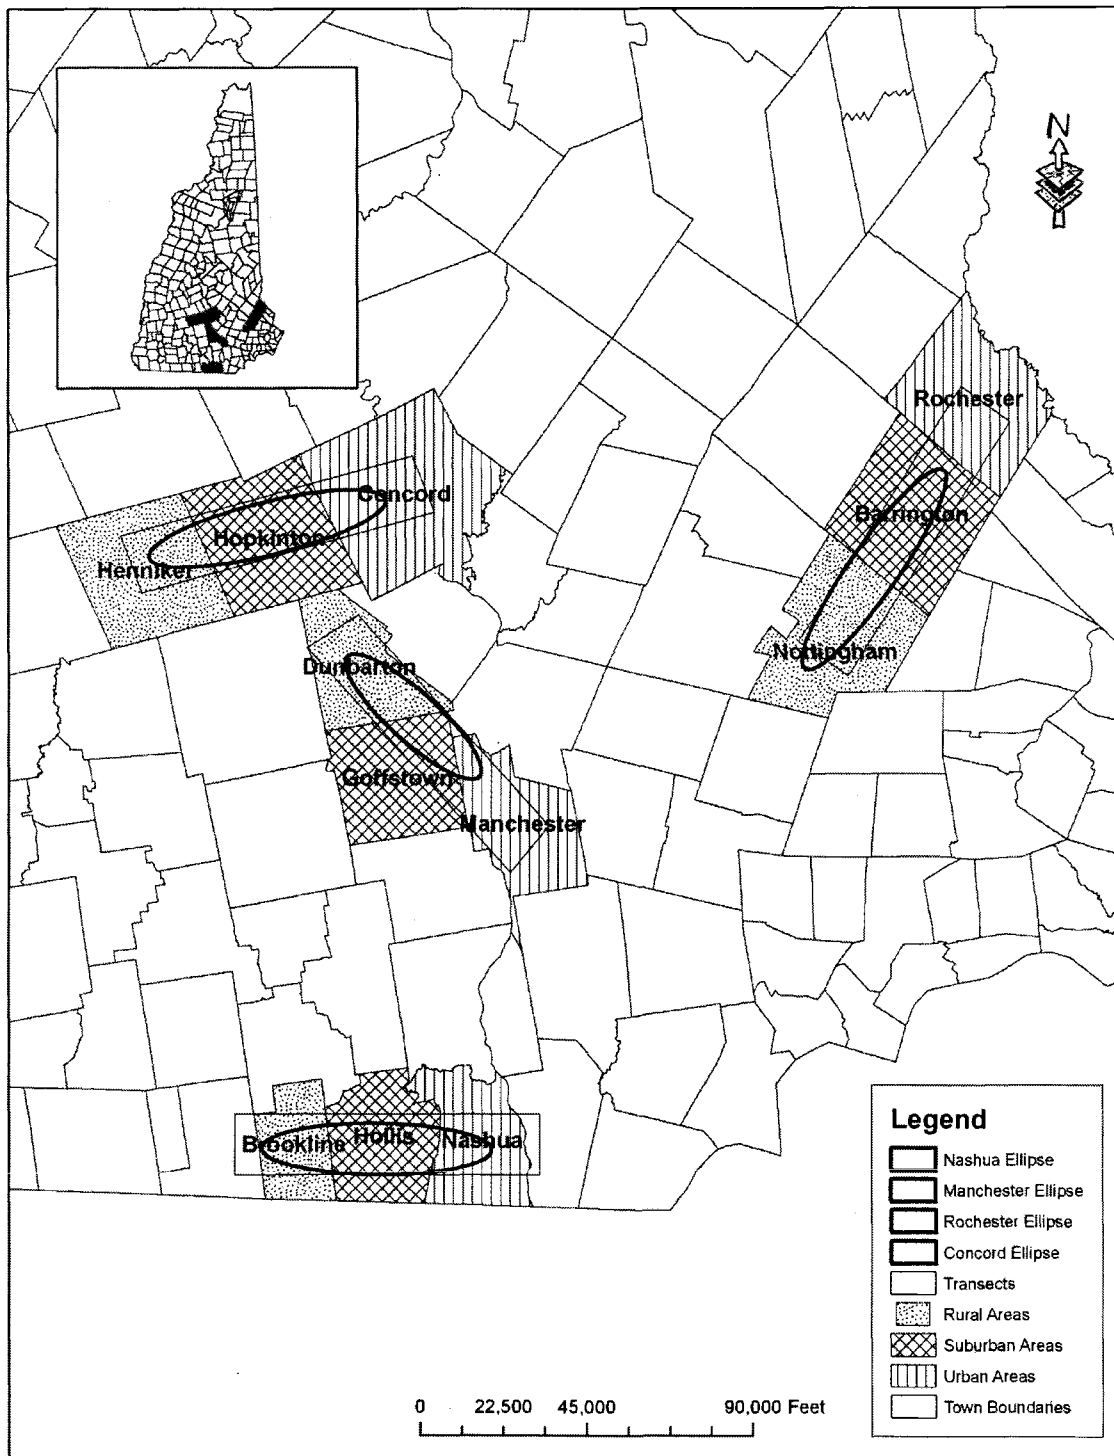 N
Rochester
Concord
Barrington
Hopkinton
Henniker
Nottingham
Dunbarton
Goffstown
Manchester
Brookline
Hollis
Nashua
Legend
Nashua Ellipse
Manchester Ellipse
Rochester Ellipse
Concord Ellipse
Transects
Rural Areas
Suburban Areas
Urban Areas
Town Boundaries
0 22,500 45,000 90,000 Feet